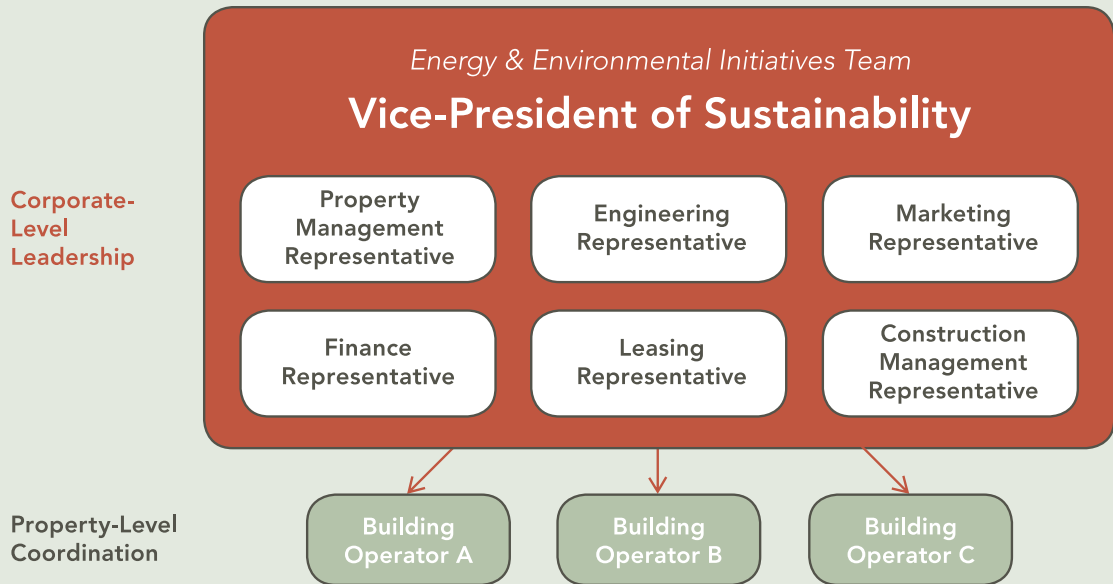 Energy & Environmental Initiatives Team
Vice-President of Sustainability
Corporate-
Level
Leadership
Property
Management
Representative
Engineering
Representative
Marketing
Representative
Finance
Representative
Leasing
Representative
Construction
Management
Representative
Property-Level
Coordination
Building
Operator A
Building
Operator B
Building
Operator C